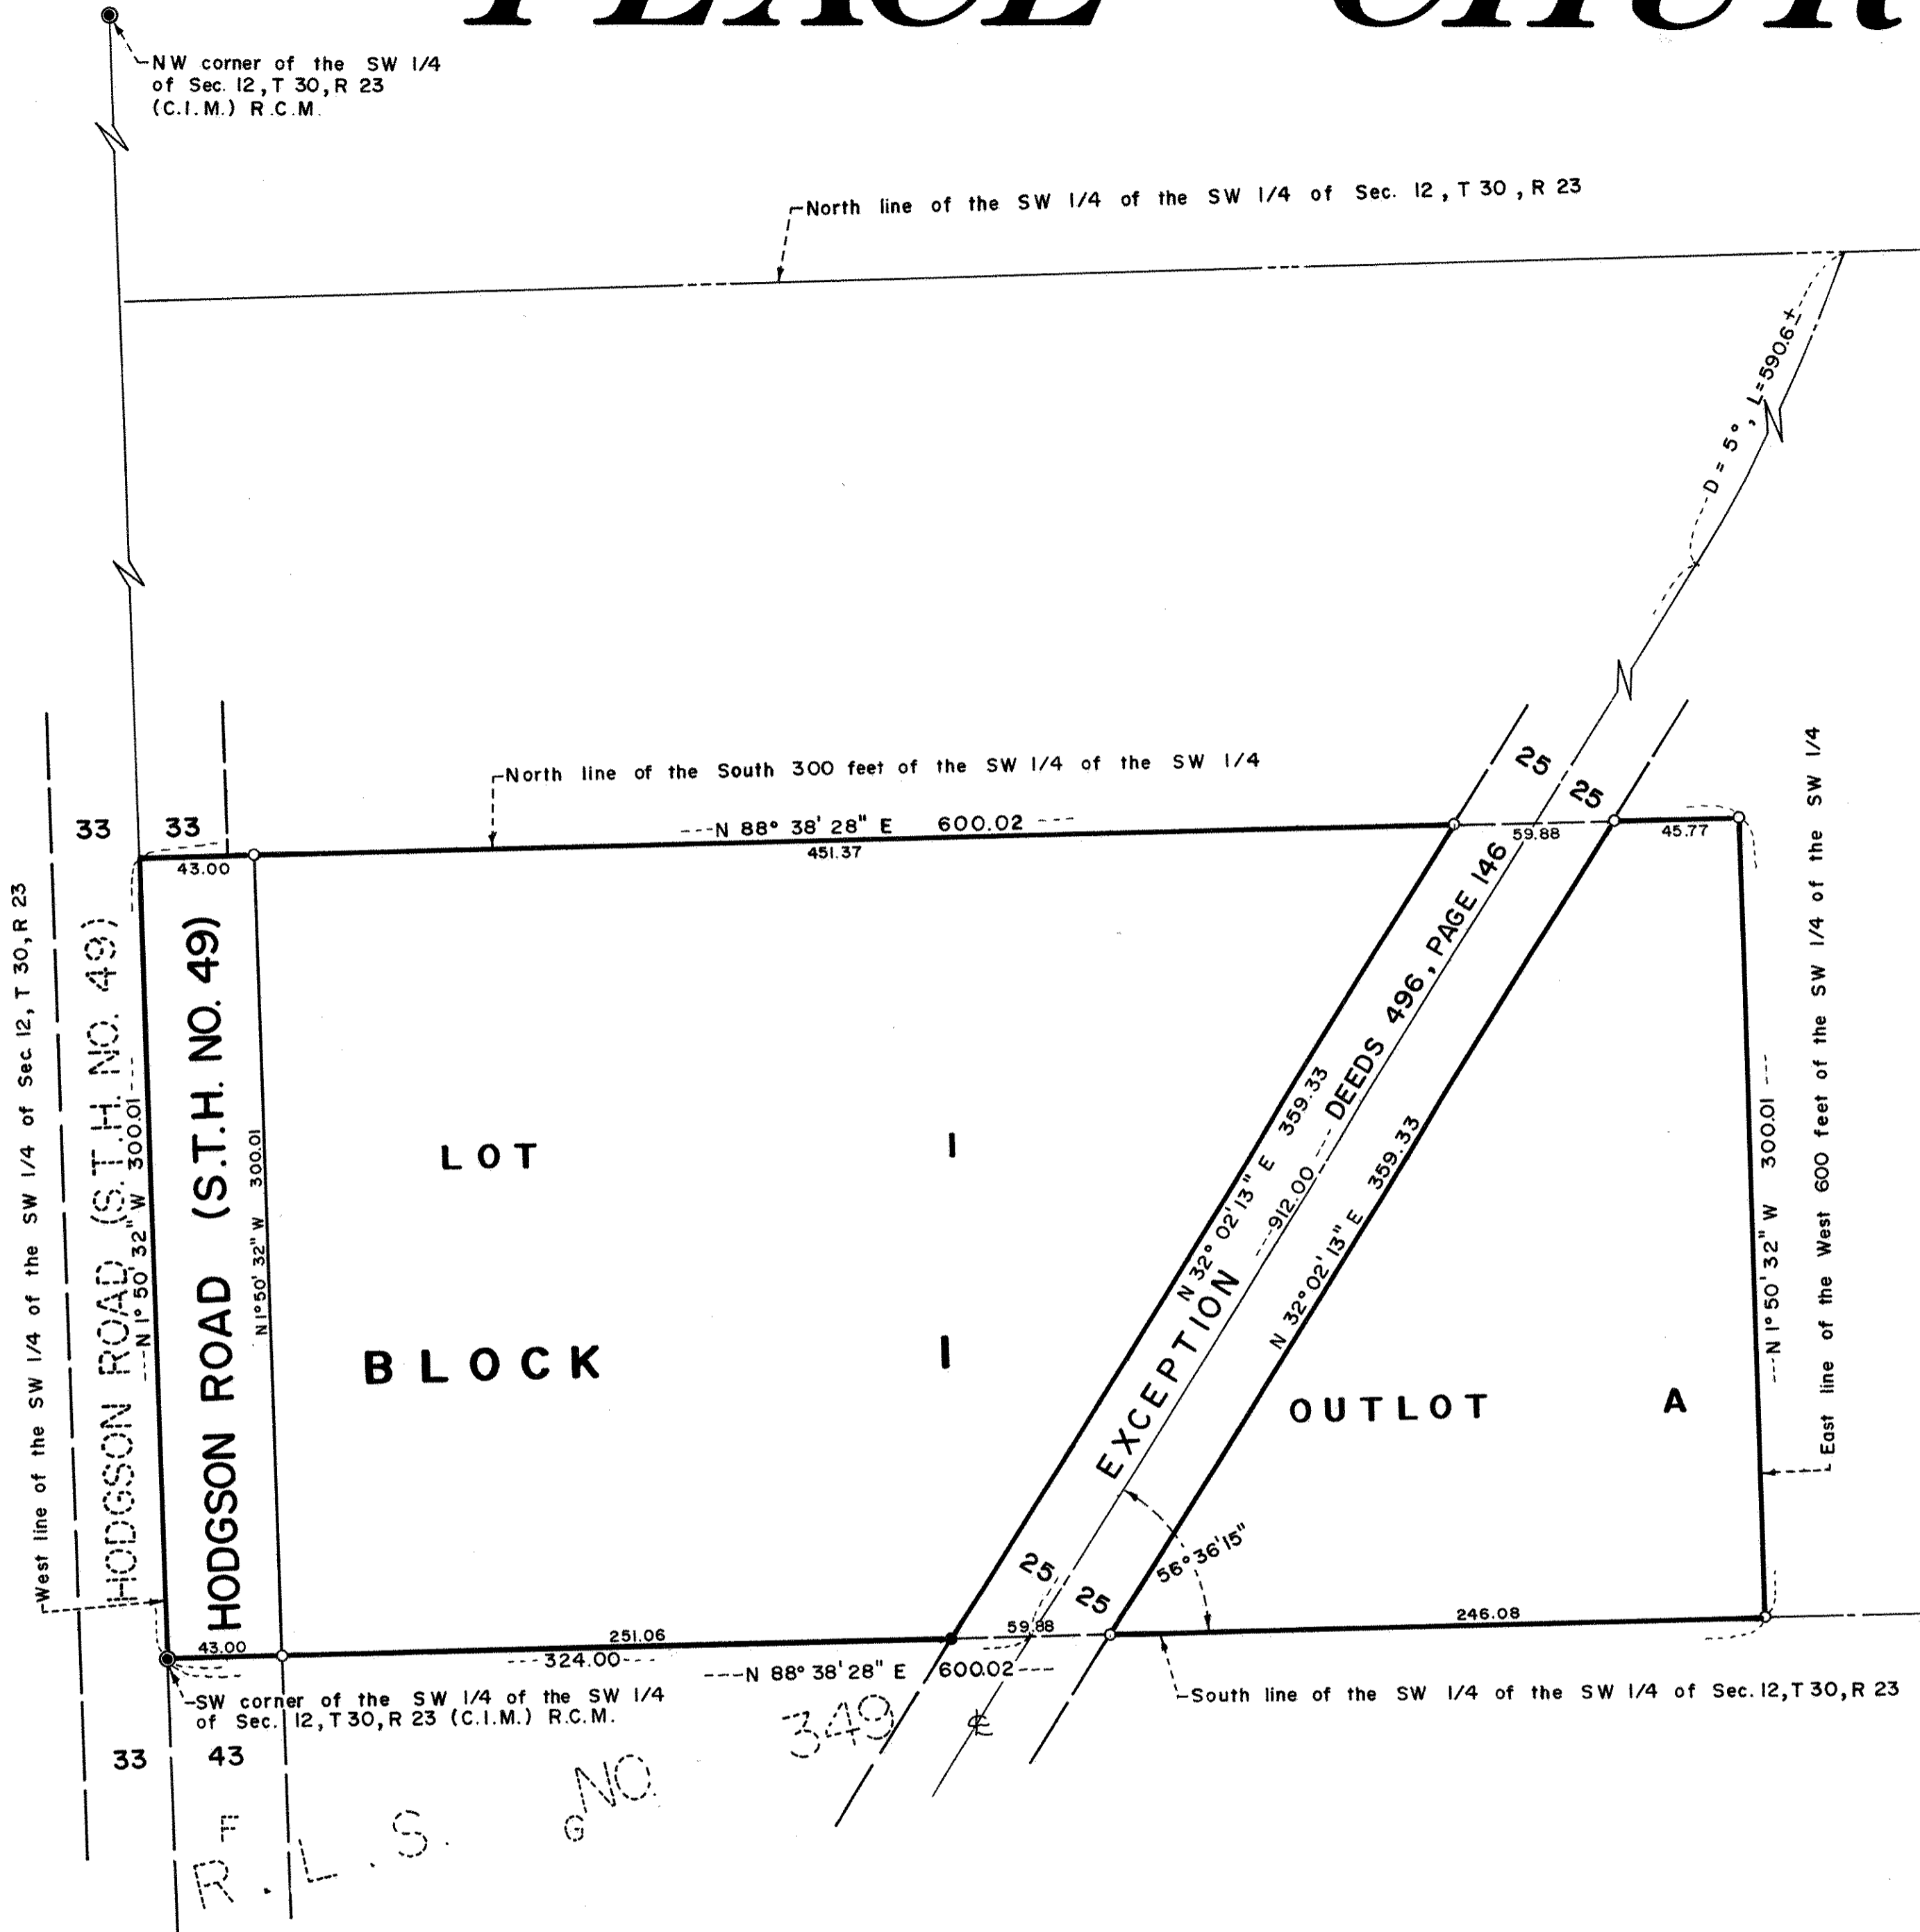 PEACE CHUR
NW corner of the SW 1/4
of Sec. 12, T 30, R 23
(C.I.M.) R.C.M.
North line of the SW 1/4 of the SW 1/4 of Sec. 12, T 30, R 23
D = 5°, L=590.6±
North line of the South 300 feet of the SW 1/4 of the SW 1/4
33 33
N 88° 38' 28" E 600.02
25
25
43.00
451.37
59.88
45.77
West line of the SW 1/4 of the SW 1/4 of Sec. 12, T 30, R 23
HODGSON ROAD (S.T.H. NO. 49)
N 1° 50' 32" W 300.01
HODGSON ROAD (S.T.H. NO. 49)
N 1° 50' 32" W 300.01
LOT 1
BLOCK 1
N 32° 02' 13" E 359.33
EXCEPTION
912.00
DEEDS 496, PAGE 146
N 32° 02' 13" E 359.33
OUTLOT A
N 1° 50' 32" W 300.01
East line of the West 600 feet of the SW 1/4 of the SW 1/4
56° 36' 15"
25
25
43.00
251.06
59.88
246.08
324.00
N 88° 38' 28" E 600.02
SW corner of the SW 1/4 of the SW 1/4
of Sec. 12, T 30, R 23 (C.I.M.) R.C.M.
South line of the SW 1/4 of the SW 1/4 of Sec. 12, T 30, R 23
33 43
℄
F
G
R. L. S. NO. 349